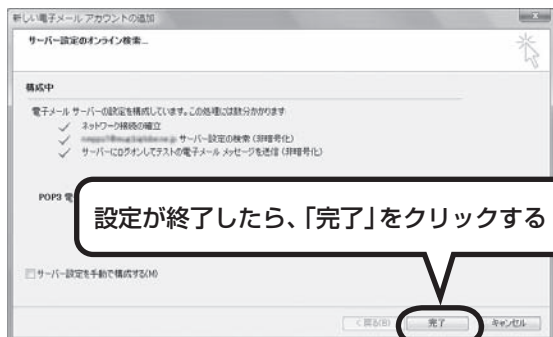 新しい電子メール アカウントの追加
サーバー設定のオンライン検索...
構成中
電子メール サーバーの設定を構成しています。この処理には数分かかります
ネットワーク接続の確立
サーバー設定の検索 (非暗号化)
サーバーにログオンしてテストの電子メール メッセージを送信 (非暗号化)
POP3 電
設定が終了したら、「完了」をクリックする
サーバー設定を手動で構成する(M)
< 戻る(B)
完了
キャンセル